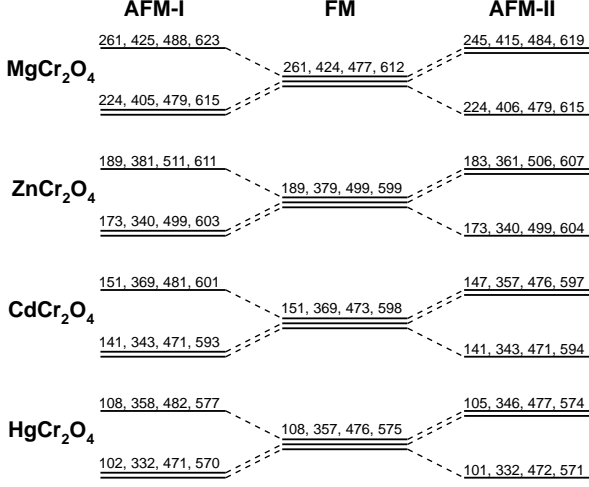 AFM-I FM AFM-II
261, 425, 488, 623 245, 415, 484, 619
MgCr₂O₄ 261, 424, 477, 612
224, 405, 479, 615 224, 406, 479, 615
189, 381, 511, 611 183, 361, 506, 607
ZnCr₂O₄ 189, 379, 499, 599
173, 340, 499, 603 173, 340, 499, 604
151, 369, 481, 601 147, 357, 476, 597
CdCr₂O₄ 151, 369, 473, 598
141, 343, 471, 593 141, 343, 471, 594
108, 358, 482, 577 105, 346, 477, 574
HgCr₂O₄ 108, 357, 476, 575
102, 332, 471, 570 101, 332, 472, 571